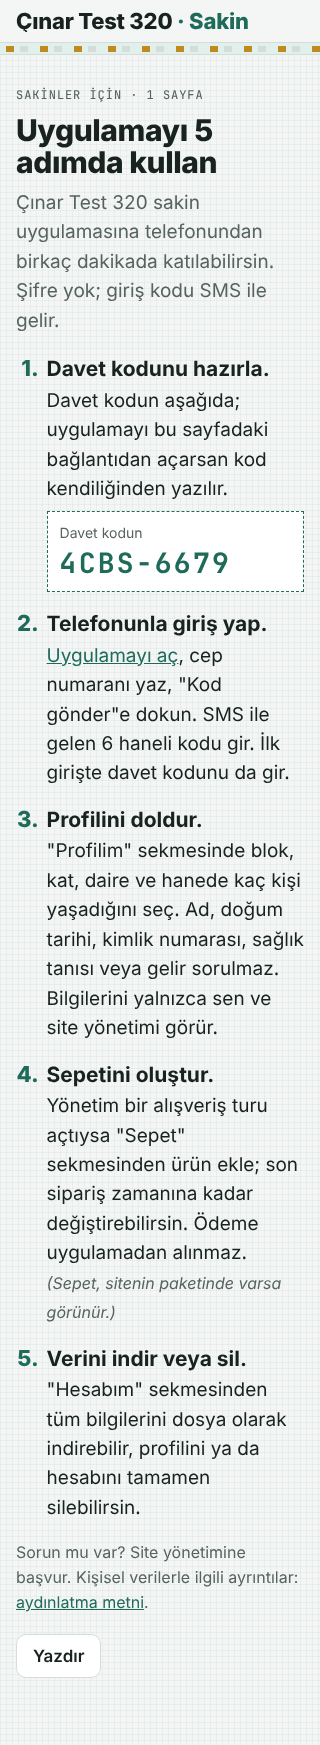 Çınar Test 320 · Sakin
SAKİNLER İÇİN · 1 SAYFA
Uygulamayı 5
adımda kullan
Çınar Test 320 sakin
uygulamasına telefonundan
birkaç dakikada katılabilirsin.
Şifre yok; giriş kodu SMS ile
gelir.
1. Davet kodunu hazırla.
Davet kodun aşağıda;
uygulamayı bu sayfadaki
bağlantıdan açarsan kod
kendiliğinden yazılır.
Davet kodun
4CBS-6679
2. Telefonunla giriş yap.
Uygulamayı aç, cep
numaranı yaz, "Kod
gönder"e dokun. SMS ile
gelen 6 haneli kodu gir. İlk
girişte davet kodunu da gir.
3. Profilini doldur.
"Profilim" sekmesinde blok,
kat, daire ve hanede kaç kişi
yaşadığını seç. Ad, doğum
tarihi, kimlik numarası, sağlık
tanısı veya gelir sorulmaz.
Bilgilerini yalnızca sen ve
site yönetimi görür.
4. Sepetini oluştur.
Yönetim bir alışveriş turu
açtıysa "Sepet"
sekmesinden ürün ekle; son
sipariş zamanına kadar
değiştirebilirsin. Ödeme
uygulamadan alınmaz.
(Sepet, sitenin paketinde varsa
görünür.)
5. Verini indir veya sil.
"Hesabım" sekmesinden
tüm bilgilerini dosya olarak
indirebilir, profilini ya da
hesabını tamamen
silebilirsin.
Sorun mu var? Site yönetimine
başvur. Kişisel verilerle ilgili ayrıntılar:
aydınlatma metni.
Yazdır